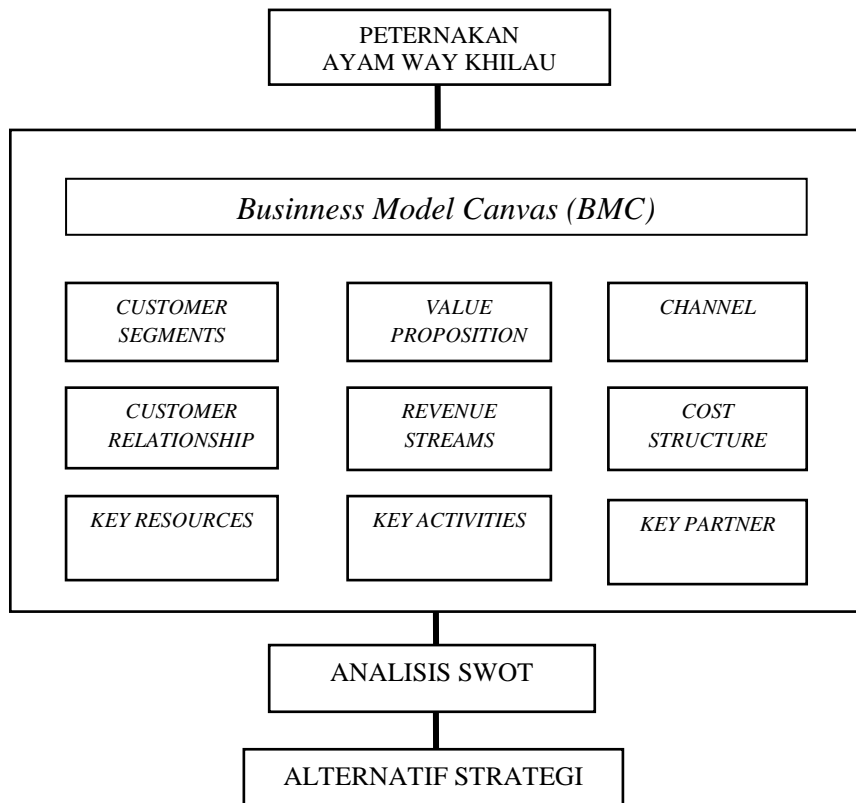 PETERNAKAN
AYAM WAY KHILAU
Businness Model Canvas (BMC)
CUSTOMER
SEGMENTS
VALUE
PROPOSITION
CHANNEL
CUSTOMER
RELATIONSHIP
REVENUE
STREAMS
COST
STRUCTURE
KEY RESOURCES
KEY ACTIVITIES
KEY PARTNER
ANALISIS SWOT
ALTERNATIF STRATEGI